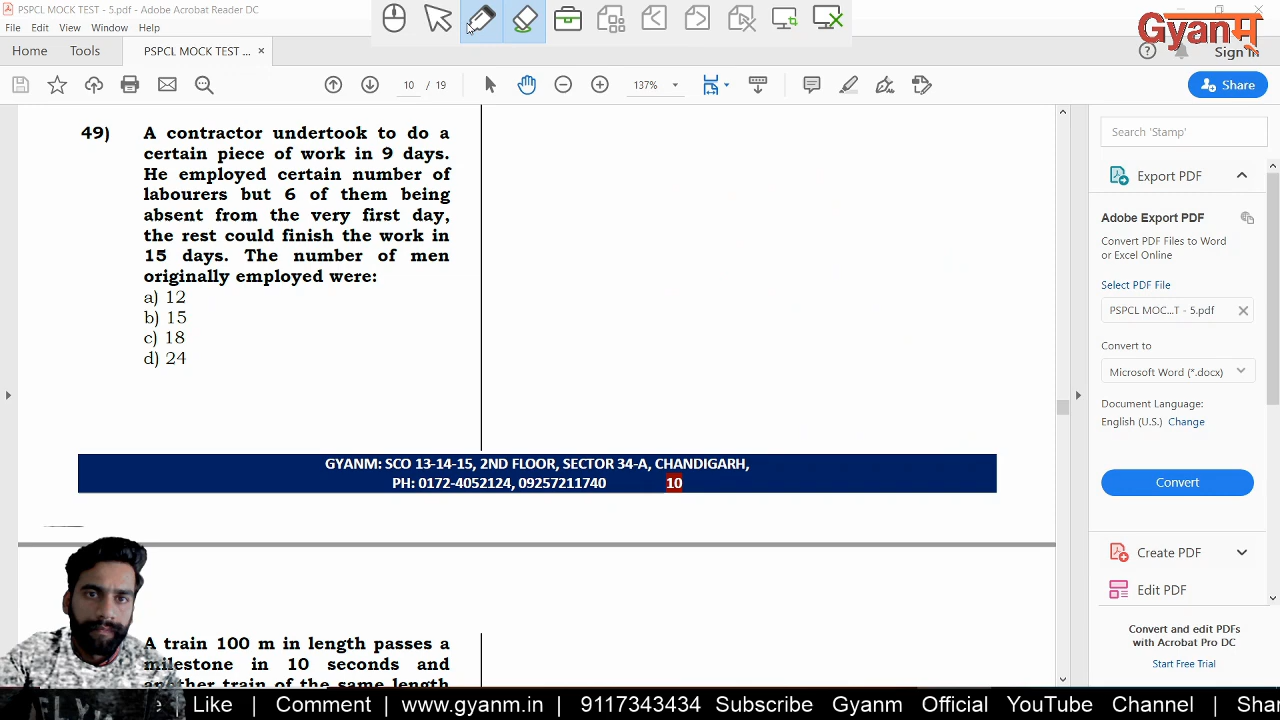 PSPCL MOCK TEST - 5.pdf - Adobe Acrobat Reader DC
File Edit View Window Help
Gyanम्
Home Tools PSPCL MOCK TEST ... ×
Sign In
10 / 19 137%
Share
49) A contractor undertook to do a
certain piece of work in 9 days.
He employed certain number of
labourers but 6 of them being
absent from the very first day,
the rest could finish the work in
15 days. The number of men
originally employed were:
a) 12
b) 15
c) 18
d) 24
GYANM: SCO 13-14-15, 2ND FLOOR, SECTOR 34-A, CHANDIGARH,
PH: 0172-4052124, 09257211740 10
A train 100 m in length passes a
milestone in 10 seconds and
another train of the same length
Search 'Stamp'
Export PDF
Adobe Export PDF
Convert PDF Files to Word
or Excel Online
Select PDF File
PSPCL MOC...T - 5.pdf
Convert to
Microsoft Word (*.docx)
Document Language:
English (U.S.) Change
Convert
Create PDF
Edit PDF
Convert and edit PDFs
with Acrobat Pro DC
Start Free Trial
Like | Comment | www.gyanm.in | 9117343434 Subscribe Gyanm Official YouTube Channel | Sha